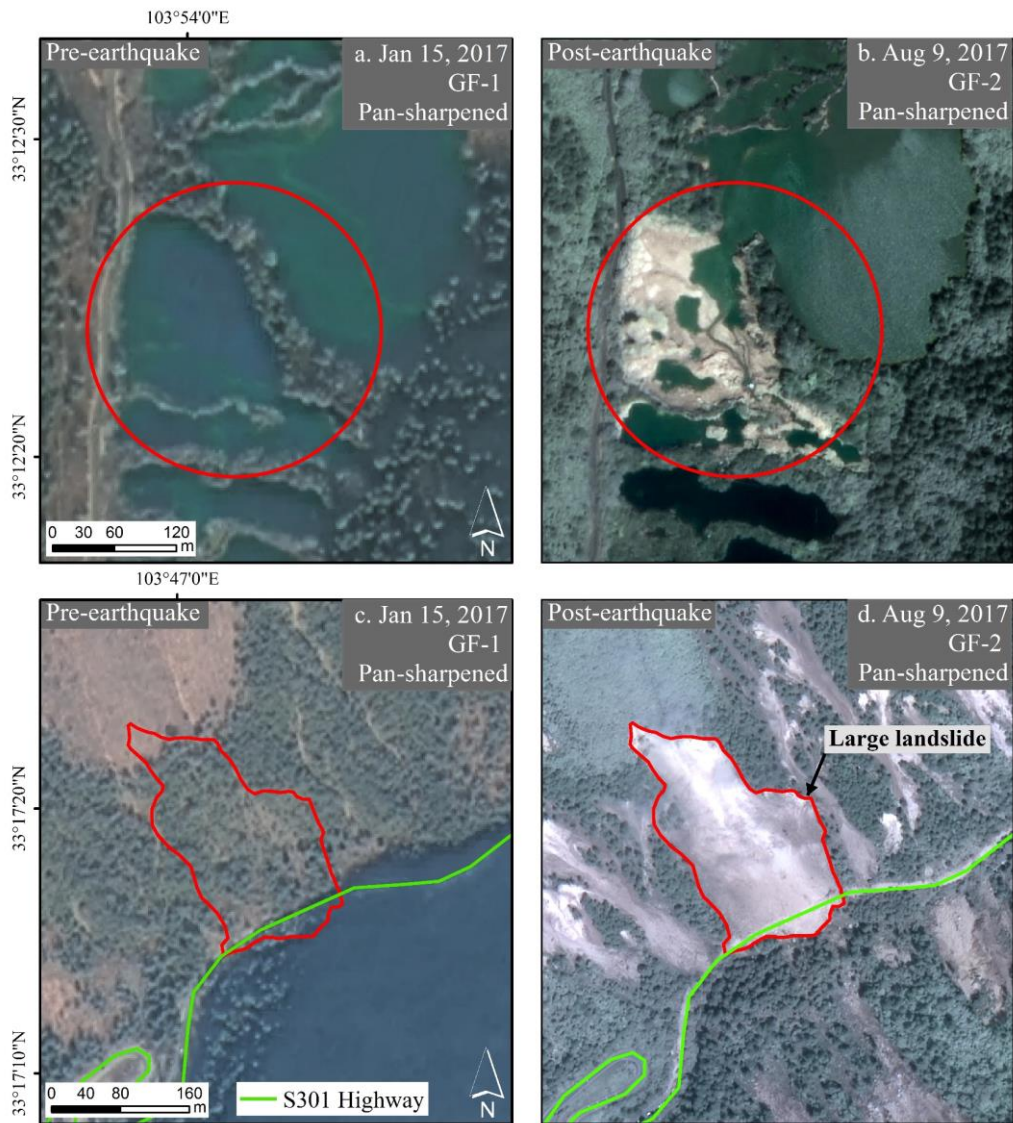 103°54'0"E
Pre-earthquake
a. Jan 15, 2017
GF-1
Pan-sharpened
Post-earthquake
b. Aug 9, 2017
GF-2
Pan-sharpened
33°12'30"N
33°12'20"N
0 30 60 120
m
N
103°47'0"E
Pre-earthquake
c. Jan 15, 2017
GF-1
Pan-sharpened
Post-earthquake
d. Aug 9, 2017
GF-2
Pan-sharpened
Large landslide
33°17'20"N
33°17'10"N
0 40 80 160
m
S301 Highway
N